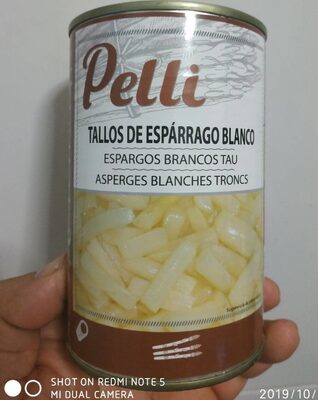 Pelli
TALLOS DE ESPÁRRAGO BLANCO
ESPARGOS BRANCOS TAU
ASPERGES BLANCHES TRONCS
SHOT ON REDMI NOTE 5
MI DUAL CAMERA
2019/10/